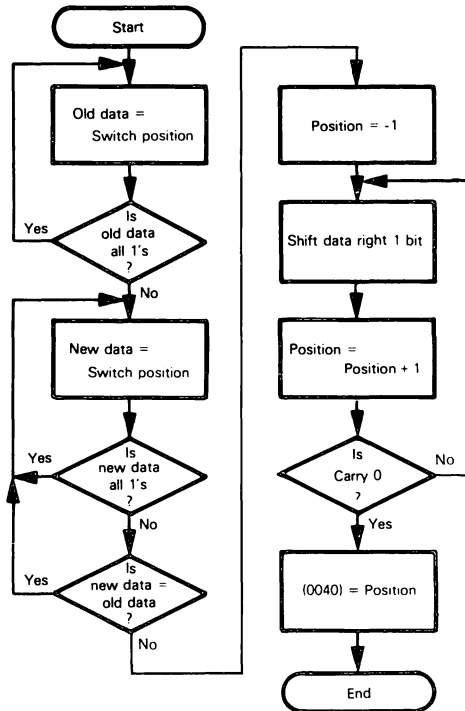 Start
Old data =
Switch position
Is
old data
all 1's
?
Yes
No
New data =
Switch position
Is
new data
all 1's
?
Yes
No
Is
new data =
old data
?
Yes
No
Position = -1
Shift data right 1 bit
Position =
Position + 1
Is
Carry 0
?
No
Yes
(0040) = Position
End